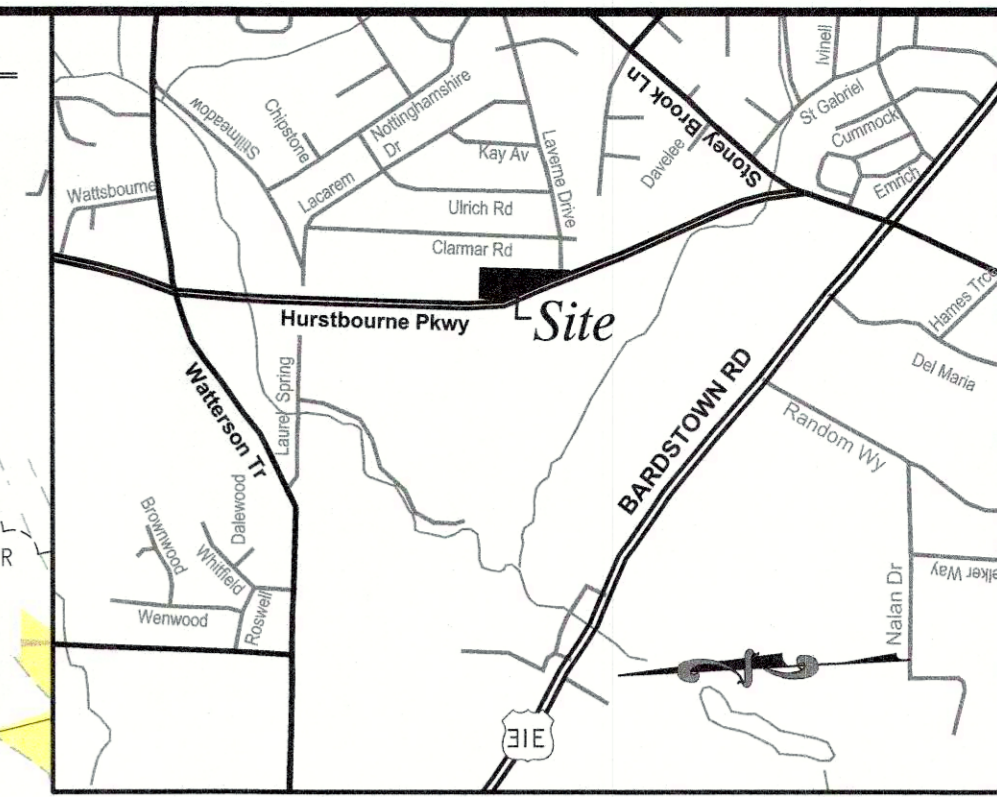 Ivinell
Stoney Brook Ln
St Gabriel
Stillmeadow
Chipstone
Nottinghamshire
Dr
Cummock
Kay Av
Laverne Drive
Davelee
Emrich
Wattsbourne
Lacarem
Ulrich Rd
Clarmar Rd
Hames Trce
Hurstbourne Pkwy
Site
Del Maria
Watterson Tr
Laurel Spring
BARDSTOWN RD
Random Wy
Brownwood
Dalewood
Whitfield
R
Way
Nalan Dr
Wenwood
Roswell
31E